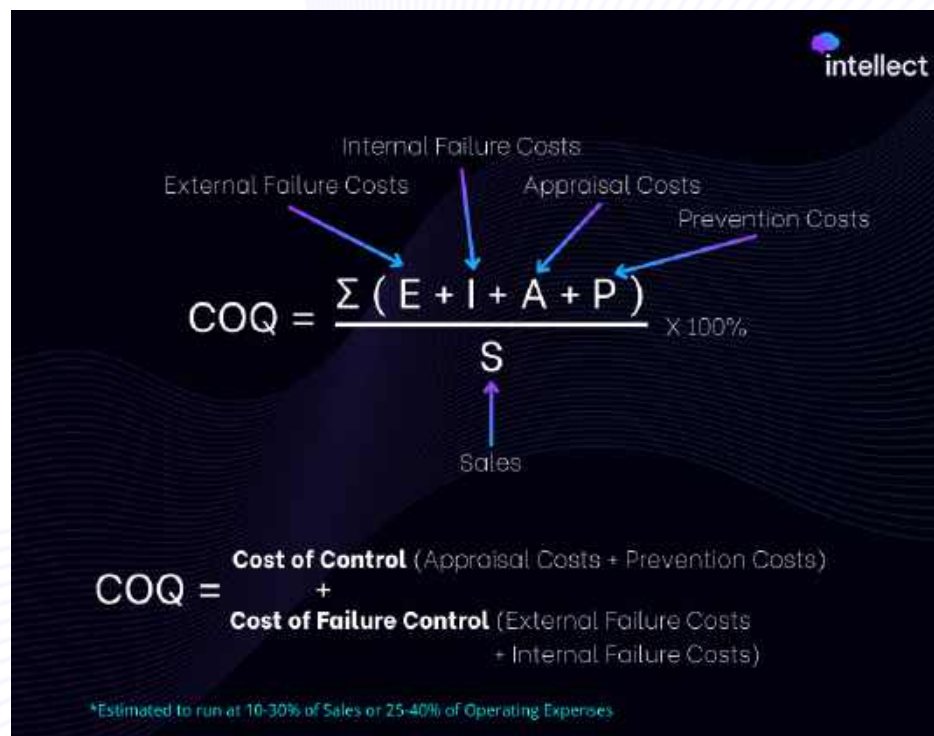 intellect
Internal Failure Costs
External Failure Costs
Appraisal Costs
Prevention Costs
COQ = Σ ( E + I + A + P ) X 100%
S
Sales
Cost of Control (Appraisal Costs + Prevention Costs)
COQ = +
Cost of Failure Control (External Failure Costs
+ Internal Failure Costs)
*Estimated to run at 10-30% of Sales or 25-40% of Operating Expenses